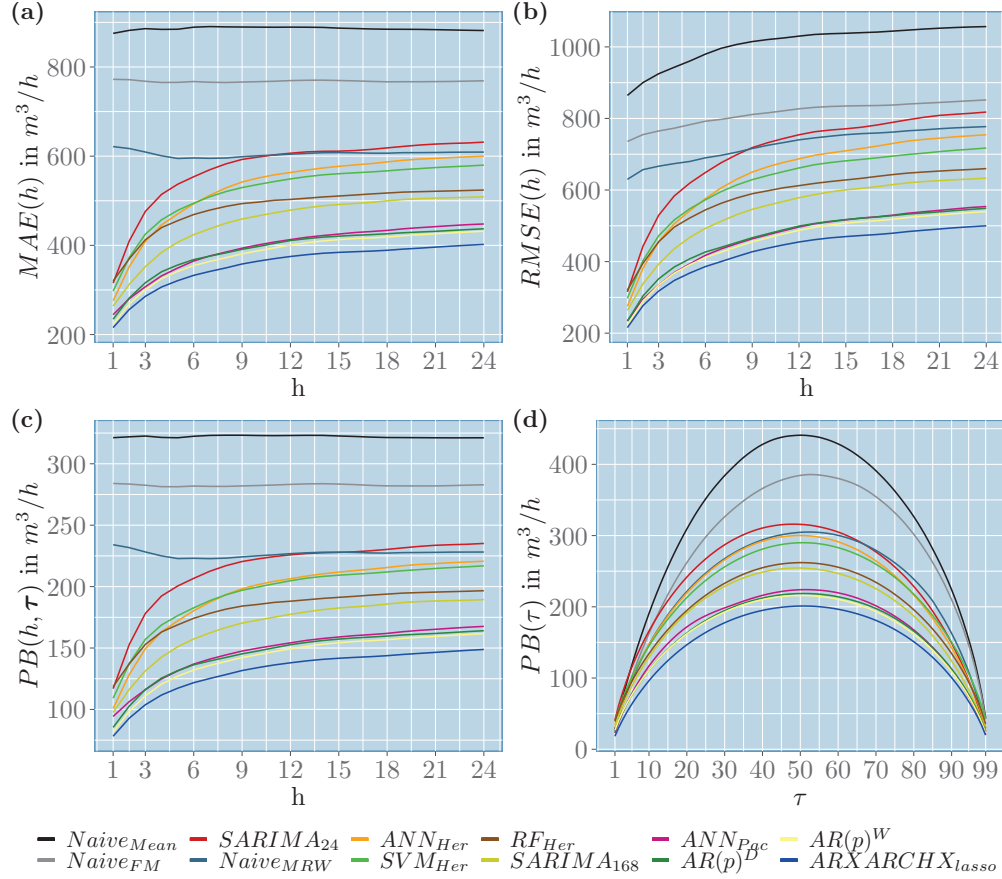 (a)
MAE(h) in m³/h
800
600
400
200
1 3 6 9 12 15 18 21 24
h
(b)
RMSE(h) in m³/h
1000
800
600
400
200
1 3 6 9 12 15 18 21 24
h
(c)
PB(h, τ) in m³/h
300
250
200
150
100
1 3 6 9 12 15 18 21 24
h
(d)
PB(τ) in m³/h
400
300
200
100
0
1 10 20 30 40 50 60 70 80 90 99
τ
Naive_Mean SARIMA_24 ANN_Her RF_Her ANN_Pac AR(p)^W
Naive_FM Naive_MRW SVM_Her SARIMA_168 AR(p)^D ARXARCHX_lasso